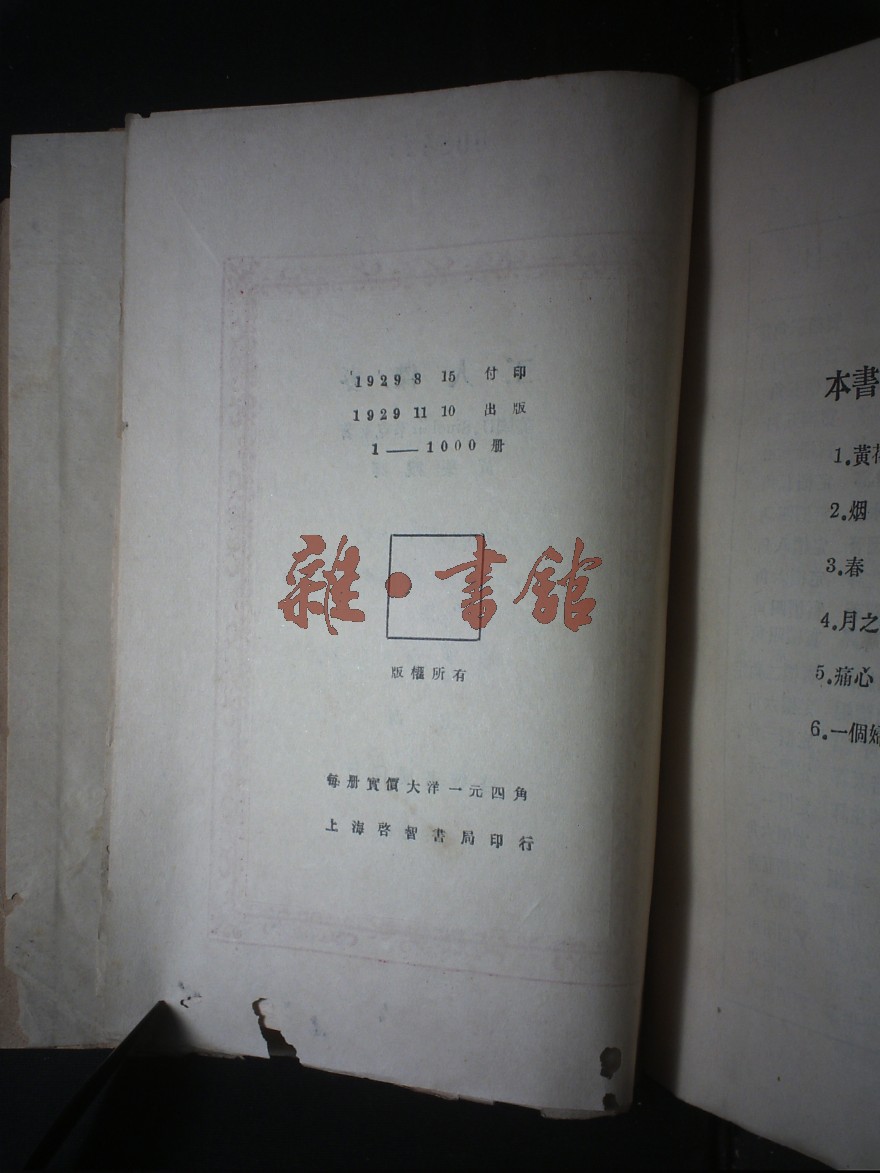 1929 8 15 付印
1929 11 10 出版
1——1000 册
雜·書館
版權所有
每册實價大洋一元四角
上海啓智書局印行
本書
1.黃
2.烟
3.春
4.月之
5.痛心
6.一個